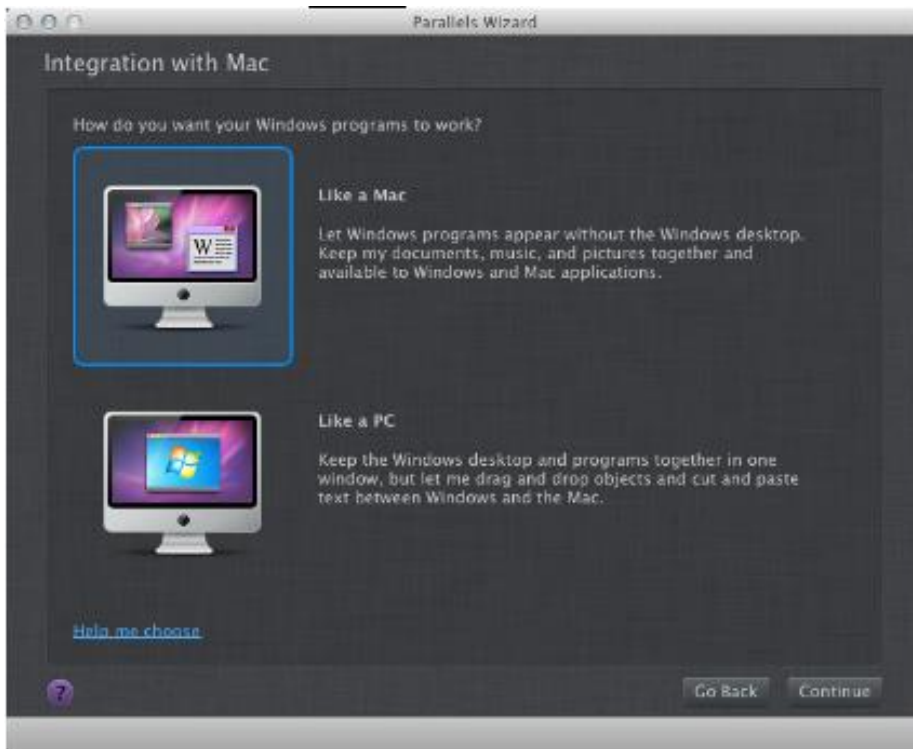 Parallels Wizard
Integration with Mac
How do you want your Windows programs to work?
Like a Mac
Let Windows programs appear without the Windows desktop.
Keep my documents, music, and pictures together and
available to Windows and Mac applications.
W
Like a PC
Keep the Windows desktop and programs together in one
window, but let me drag and drop objects and cut and paste
text between Windows and the Mac.
Help me choose
?
Go Back
Continue